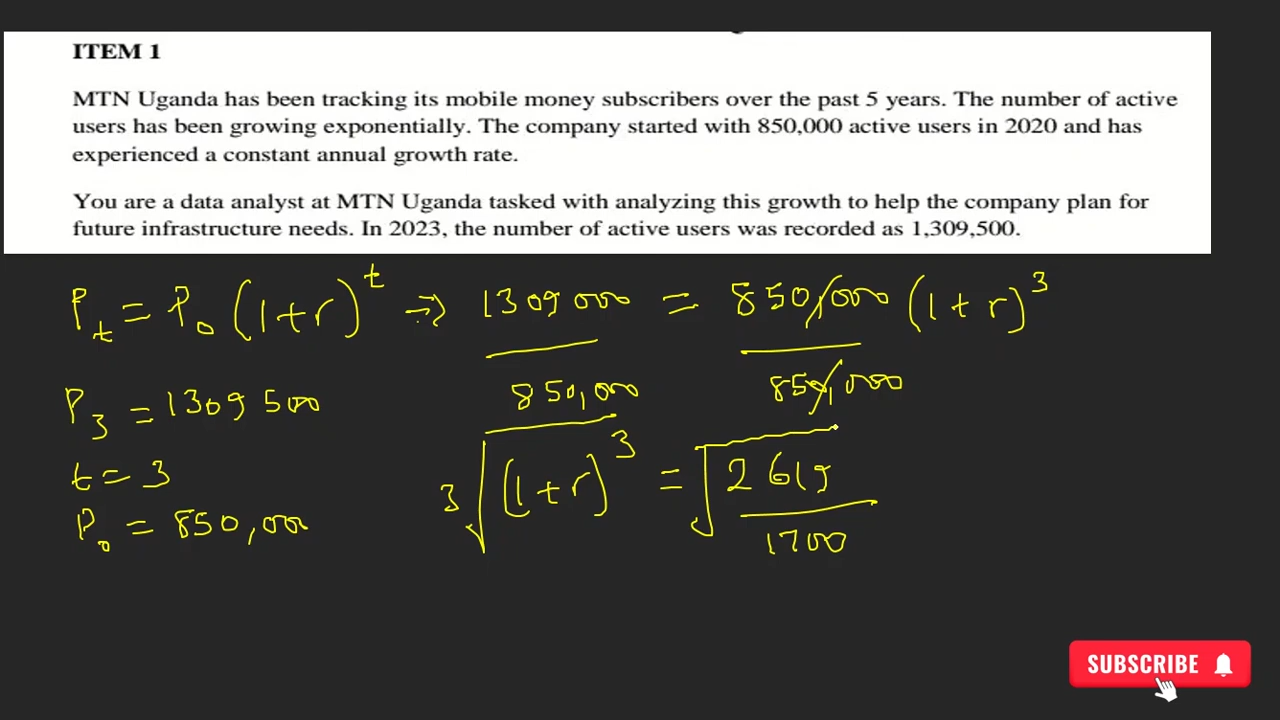 ITEM 1
MTN Uganda has been tracking its mobile money subscribers over the past 5 years. The number of active
users has been growing exponentially. The company started with 850,000 active users in 2020 and has
experienced a constant annual growth rate.
You are a data analyst at MTN Uganda tasked with analyzing this growth to help the company plan for
future infrastructure needs. In 2023, the number of active users was recorded as 1,309,500.
Pₜ = P₀ (1+r)ᵗ ⇒ 1309 000 = 850,000 (1+r)³
850,000 850,000
P₃ = 1309 500
³√(1+r)³ = √2619
t = 3
1700
P₀ = 850,000
SUBSCRIBE